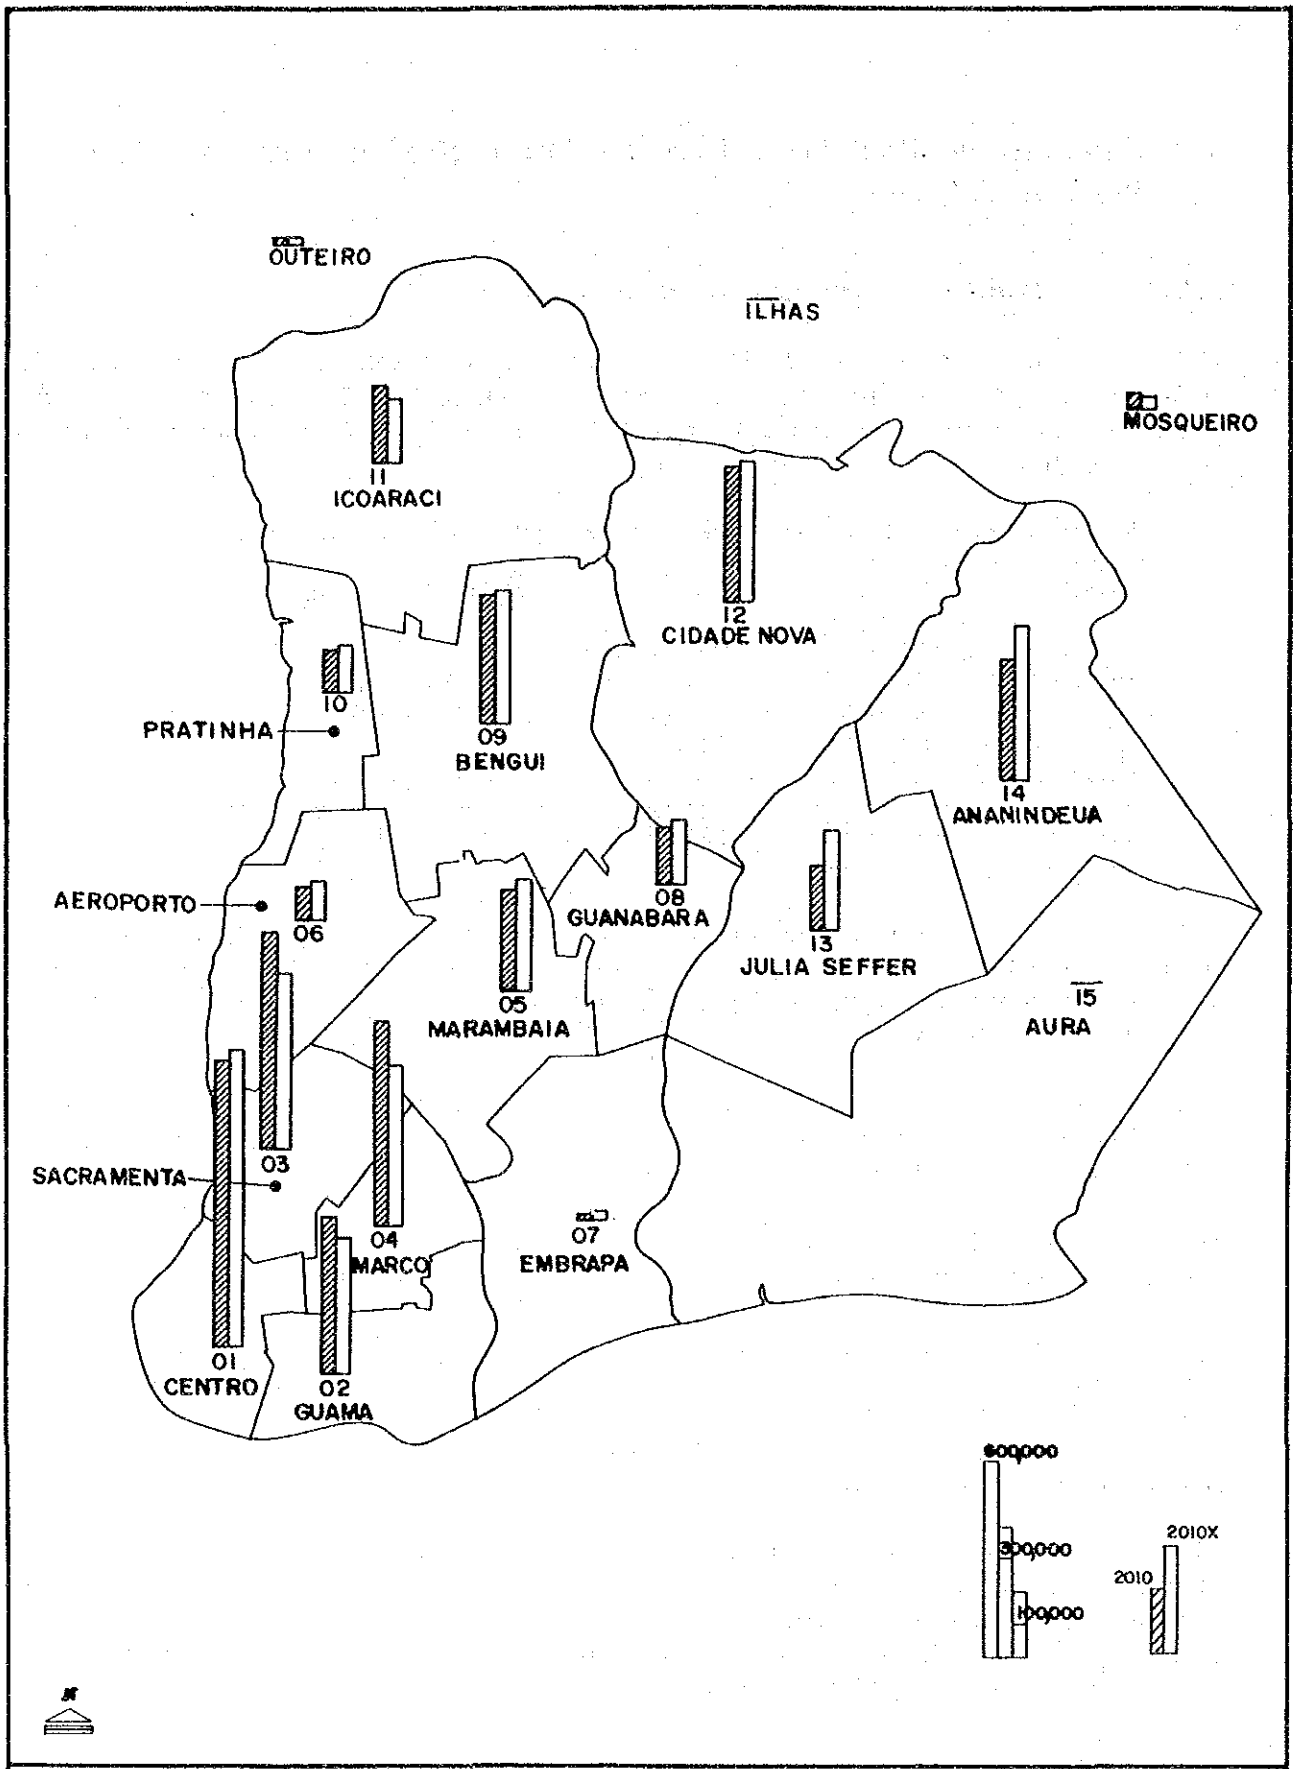 OUTEIRO
ILHAS
MOSQUEIRO
11
ICOARACI
12
CIDADE NOVA
10
PRATINHA
09
BENGUI
14
ANANINDEUA
AEROPORTO
06
08
GUANABARA
13
JULIA SEFFER
05
MARAMBAIA
15
AURA
03
SACRAMENTA
04
MARCO
07
EMBRAPA
01
CENTRO
02
GUAMA
300,000
100,000
2010X
2010
N